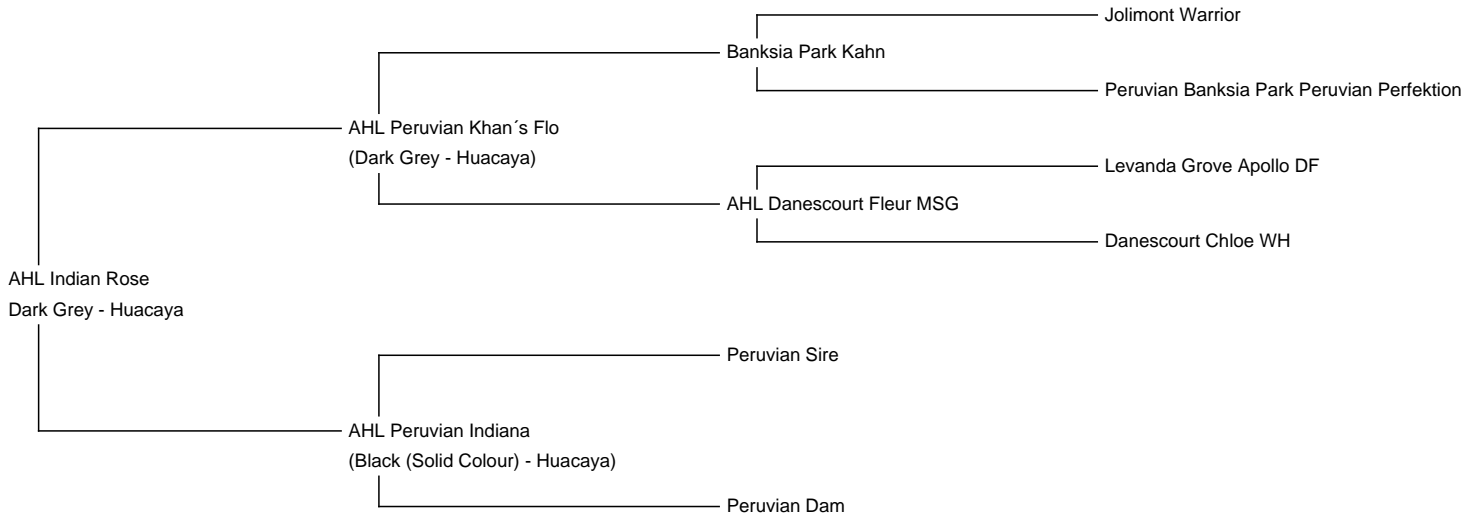 Jolimont Warrior
Banksia Park Kahn
Peruvian Banksia Park Peruvian Perfektion
AHL Peruvian Khan´s Flo
(Dark Grey - Huacaya)
Levanda Grove Apollo DF
AHL Danescourt Fleur MSG
Danescourt Chloe WH
AHL Indian Rose
Dark Grey - Huacaya
Peruvian Sire
AHL Peruvian Indiana
(Black (Solid Colour) - Huacaya)
Peruvian Dam